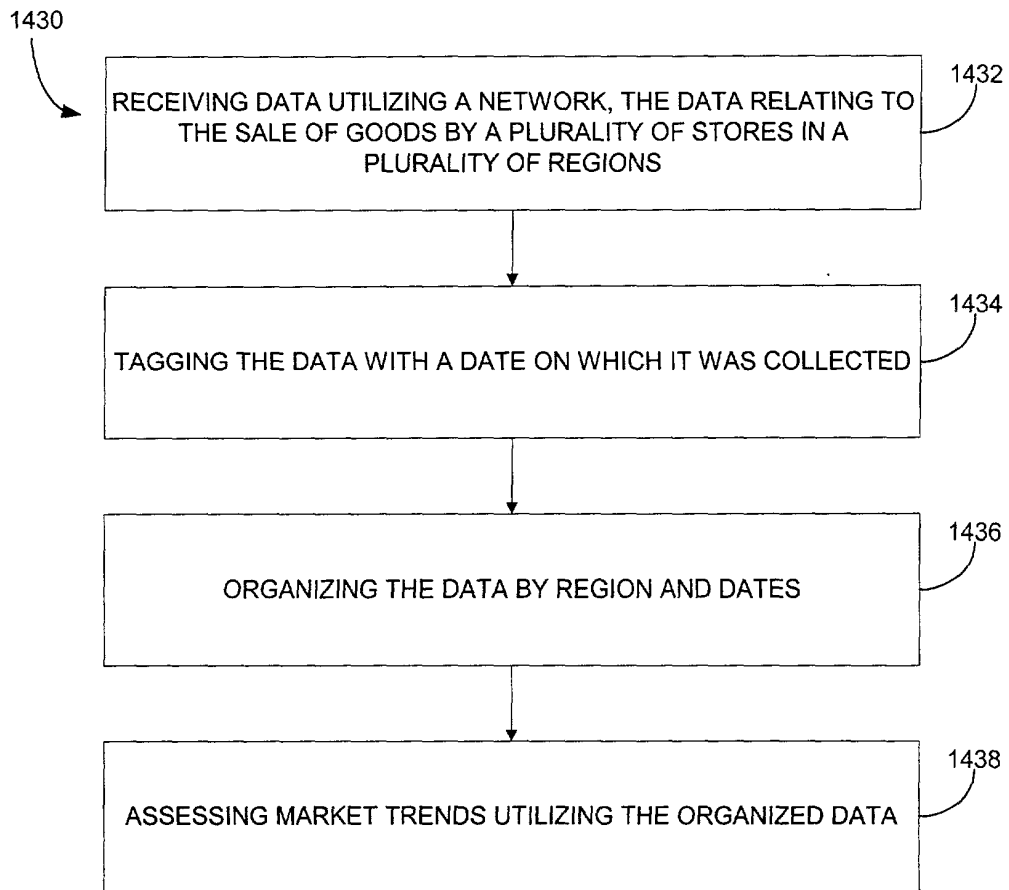 1430
1432
RECEIVING DATA UTILIZING A NETWORK, THE DATA RELATING TO
THE SALE OF GOODS BY A PLURALITY OF STORES IN A
PLURALITY OF REGIONS
1434
TAGGING THE DATA WITH A DATE ON WHICH IT WAS COLLECTED
1436
ORGANIZING THE DATA BY REGION AND DATES
1438
ASSESSING MARKET TRENDS UTILIZING THE ORGANIZED DATA